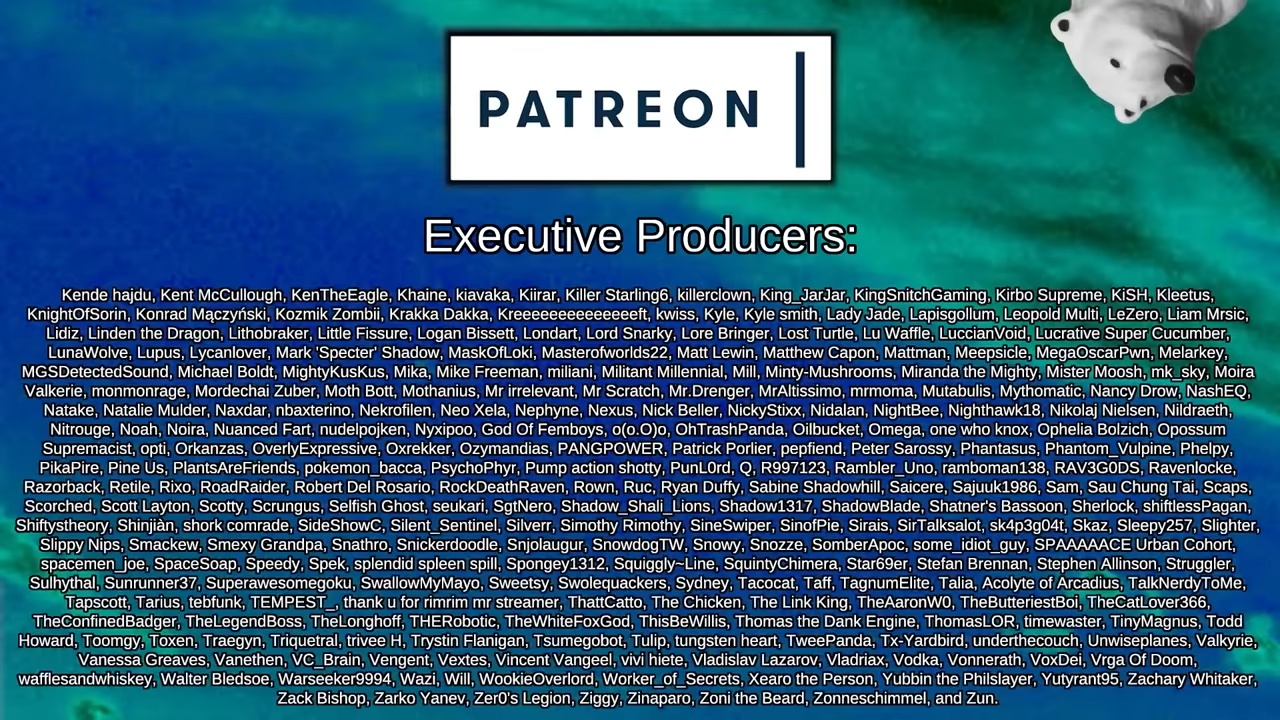 PATREON
Executive Producers:
Kende hajdu, Kent McCullough, KenTheEagle, Khaine, kiavaka, Kiirar, Killer Starling6, killerclown, King_JarJar, KingSnitchGaming, Kirbo Supreme, KiSH, Kleetus,
KnightOfSorin, Konrad Mączyński, Kozmik Zombii, Krakka Dakka, Kreeeeeeeeeeeeeeft, kwiss, Kyle, Kyle smith, Lady Jade, Lapisgollum, Leopold Multi, LeZero, Liam Mrsic,
Lidiz, Linden the Dragon, Lithobraker, Little Fissure, Logan Bissett, Londart, Lord Snarky, Lore Bringer, Lost Turtle, Lu Waffle, LuccianVoid, Lucrative Super Cucumber,
LunaWolve, Lupus, Lycanlover, Mark 'Specter' Shadow, MaskOfLoki, Masterofworlds22, Matt Lewin, Matthew Capon, Mattman, Meepsicle, MegaOscarPwn, Melarkey,
MGSDetectedSound, Michael Boldt, MightyKusKus, Mika, Mike Freeman, miliani, Militant Millennial, Mill, Minty-Mushrooms, Miranda the Mighty, Mister Moosh, mk_sky, Moira
Valkerie, monmonrage, Mordechai Zuber, Moth Bott, Mothanius, Mr irrelevant, Mr Scratch, Mr.Drenger, MrAltissimo, mrmoma, Mutabulis, Mythomatic, Nancy Drow, NashEQ,
Natake, Natalie Mulder, Naxdar, nbaxterino, Nekrofilen, Neo Xela, Nephyne, Nexus, Nick Beller, NickyStixx, Nidalan, NightBee, Nighthawk18, Nikolaj Nielsen, Nildraeth,
Nitrouge, Noah, Noira, Nuanced Fart, nudelpojken, Nyxipoo, God Of Femboys, o(o.O)o, OhTrashPanda, Oilbucket, Omega, one who knox, Ophelia Bolzich, Opossum
Supremacist, opti, Orkanzas, OverlyExpressive, Oxrekker, Ozymandias, PANGPOWER, Patrick Porlier, pepfiend, Peter Sarossy, Phantasus, Phantom_Vulpine, Phelpy,
PikaPire, Pine Us, PlantsAreFriends, pokemon_bacca, PsychoPhyr, Pump action shotty, PunL0rd, Q, R997123, Rambler_Uno, ramboman138, RAV3G0DS, Ravenlocke,
Razorback, Retile, Rixo, RoadRaider, Robert Del Rosario, RockDeathRaven, Rown, Ruc, Ryan Duffy, Sabine Shadowhill, Saicere, Sajuuk1986, Sam, Sau Chung Tai, Scaps,
Scorched, Scott Layton, Scotty, Scrungus, Selfish Ghost, seukari, SgtNero, Shadow_Shali_Lions, Shadow1317, ShadowBlade, Shatner's Bassoon, Sherlock, shiftlessPagan,
Shiftystheory, Shinjiàn, shork comrade, SideShowC, Silent_Sentinel, Silverr, Simothy Rimothy, SineSwiper, SinofPie, Sirais, SirTalksalot, sk4p3g04t, Skaz, Sleepy257, Slighter,
Slippy Nips, Smackew, Smexy Grandpa, Snathro, Snickerdoodle, Snjolaugur, SnowdogTW, Snowy, Snozze, SomberApoc, some_idiot_guy, SPAAAAACE Urban Cohort,
spacemen_joe, SpaceSoap, Speedy, Spek, splendid spleen spill, Spongey1312, Squiggly~Line, SquintyChimera, Star69er, Stefan Brennan, Stephen Allinson, Struggler,
Sulhythal, Sunrunner37, Superawesomegoku, SwallowMyMayo, Sweetsy, Swolequackers, Sydney, Tacocat, Taff, TagnumElite, Talia, Acolyte of Arcadius, TalkNerdyToMe,
Tapscott, Tarius, tebfunk, TEMPEST_, thank u for rimrim mr streamer, ThattCatto, The Chicken, The Link King, TheAaronW0, TheButteriestBoi, TheCatLover366,
TheConfinedBadger, TheLegendBoss, TheLonghoff, THERobotic, TheWhiteFoxGod, ThisBeWillis, Thomas the Dank Engine, ThomasLOR, timewaster, TinyMagnus, Todd
Howard, Toomgy, Toxen, Traegyn, Triquetral, trivee H, Trystin Flanigan, Tsumegobot, Tulip, tungsten heart, TweePanda, Tx-Yardbird, underthecouch, Unwiseplanes, Valkyrie,
Vanessa Greaves, Vanethen, VC_Brain, Vengent, Vextes, Vincent Vangeel, vivi hiete, Vladislav Lazarov, Vladriax, Vodka, Vonnerath, VoxDei, Vrga Of Doom,
wafflesandwhiskey, Walter Bledsoe, Warseeker9994, Wazi, Will, WookieOverlord, Worker_of_Secrets, Xearo the Person, Yubbin the Philslayer, Yutyrant95, Zachary Whitaker,
Zack Bishop, Zarko Yanev, Zer0's Legion, Ziggy, Zinaparo, Zoni the Beard, Zonneschimmel, and Zun.